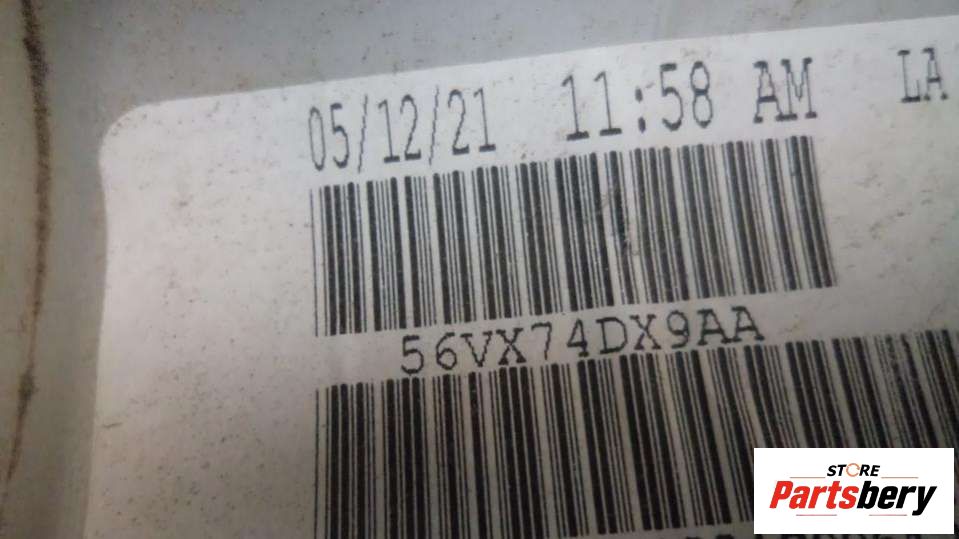 05/12/21 11:58 AM LA
56VX74DX9AA
STORE
Partsbery